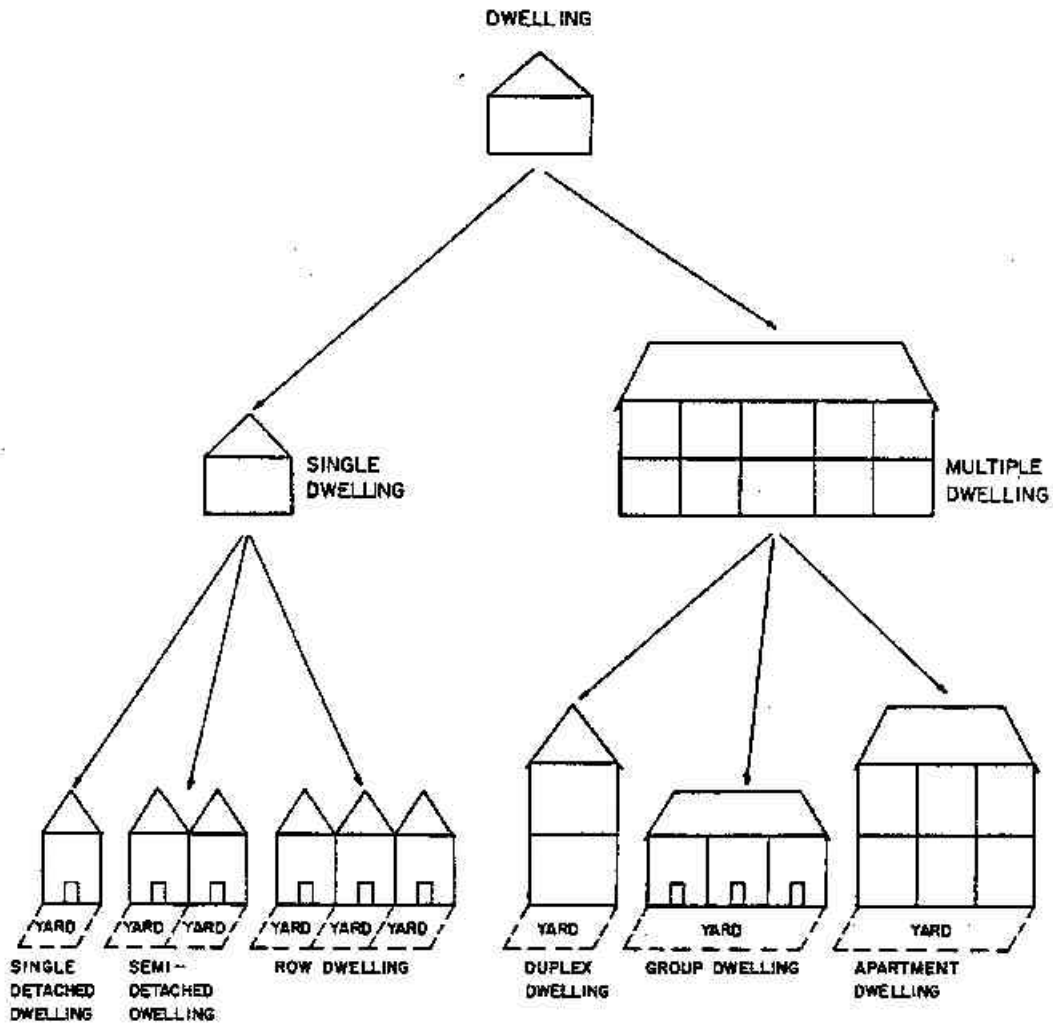 DWELLING
SINGLE
DWELLING
MULTIPLE
DWELLING
YARD
YARD YARD
YARD YARD YARD
YARD
YARD
YARD
SINGLE
DETACHED
DWELLING
SEMI-
DETACHED
DWELLING
ROW DWELLING
DUPLEX
DWELLING
GROUP DWELLING
APARTMENT
DWELLING